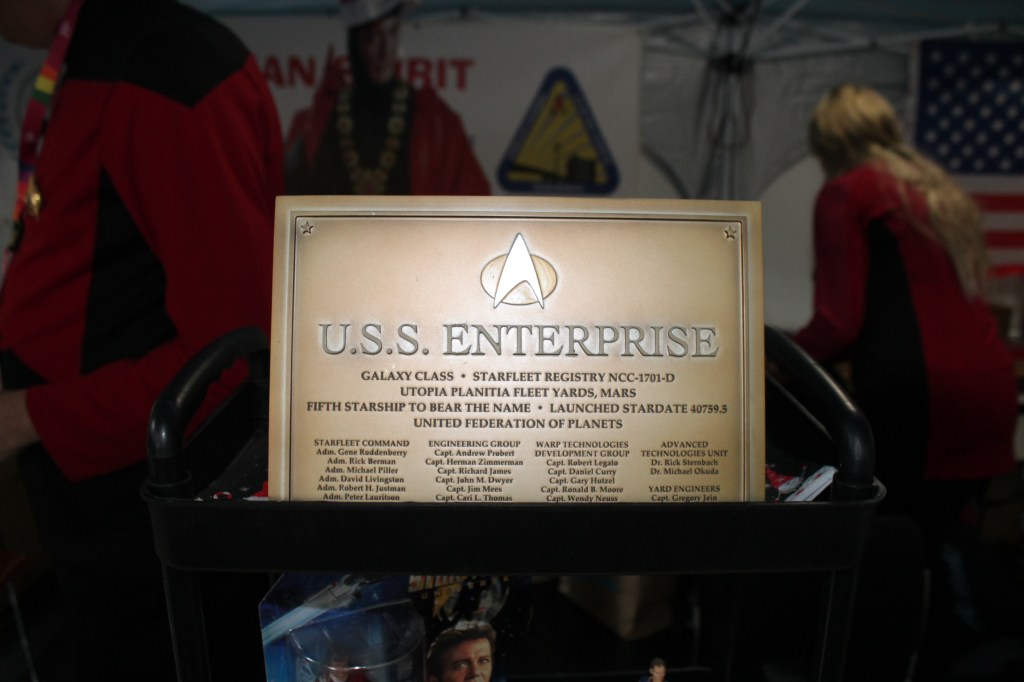 RIT
U.S.S. ENTERPRISE
GALAXY CLASS • STARFLEET REGISTRY NCC-1701-D
UTOPIA PLANITIA FLEET YARDS, MARS
FIFTH STARSHIP TO BEAR THE NAME • LAUNCHED STARDATE 40759.5
UNITED FEDERATION OF PLANETS
STARFLEET COMMAND
Adm. Gene Roddenberry
Adm. Rick Berman
Adm. Michael Piller
Adm. David Livingston
Adm. Robert H. Justman
Adm. Peter Lauritson
ENGINEERING GROUP
Capt. Andrew Probert
Capt. Herman Zimmerman
Capt. Richard James
Capt. John M. Dwyer
Capt. Jim Mees
Capt. Cari L. Thomas
WARP TECHNOLOGIES
DEVELOPMENT GROUP
Capt. Robert Legato
Capt. Daniel Curry
Capt. Gary Hutzel
Capt. Ronald B. Moore
Capt. Wendy Neuss
ADVANCED
TECHNOLOGIES UNIT
Dr. Rick Sternbach
Dr. Michael Okuda
YARD ENGINEERS
Capt. Gregory Jein